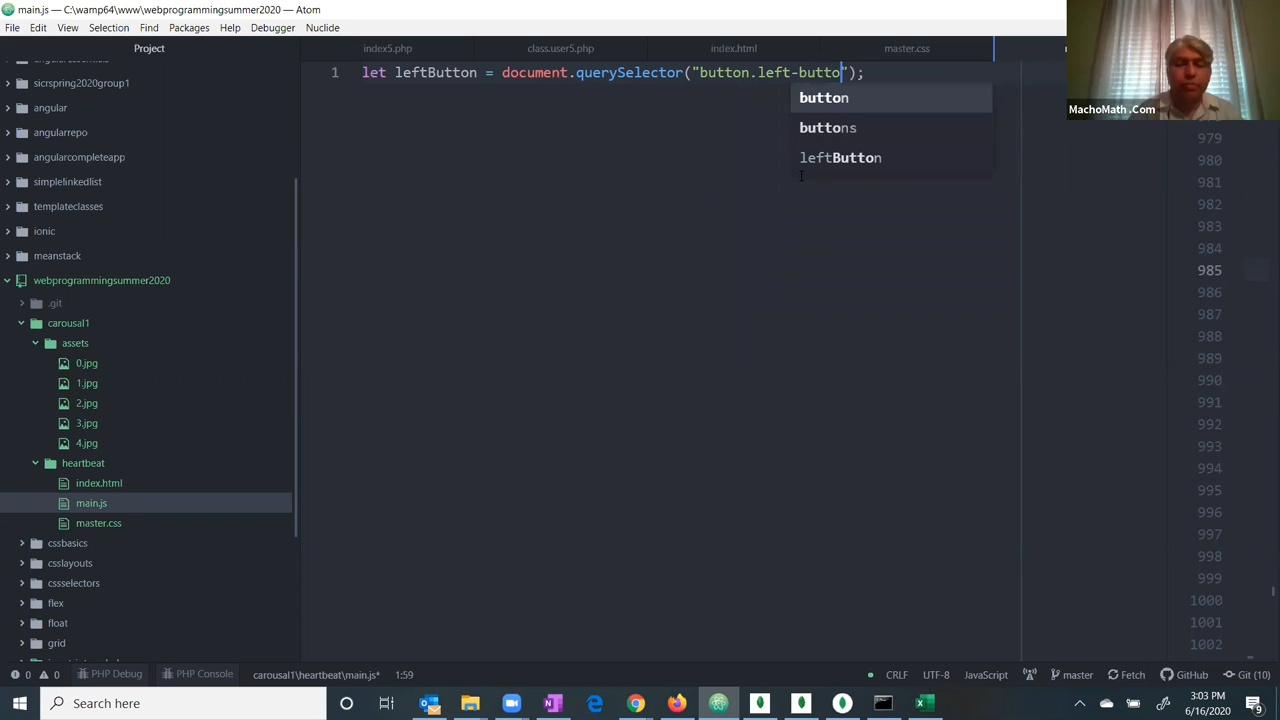 main.js — C:\wamp64\www\webprogrammingsummer2020 — Atom
File Edit View Selection Find Packages Help Debugger Nuclide
Project
index5.php class.user5.php index.html master.css
MachoMath .Com
1 let leftButton = document.querySelector("button.left-butto");
button
buttons
leftButton
sicrspring2020group1
angular
angularrepo
angularcompleteapp
simplelinkedlist
templateclasses
ionic
meanstack
webprogrammingsummer2020
.git
carousal1
assets
0.jpg
1.jpg
2.jpg
3.jpg
4.jpg
heartbeat
index.html
main.js
master.css
cssbasics
csslayouts
cssselectors
flex
float
grid
979
980
981
982
983
984
985
986
987
988
989
990
991
992
993
994
995
996
997
998
999
1000
1001
1002
0 0 PHP Debug PHP Console carousal1\heartbeat\main.js* 1:59 CRLF UTF-8 JavaScript master Fetch GitHub Git (10)
Search here
3:03 PM
6/16/2020
9